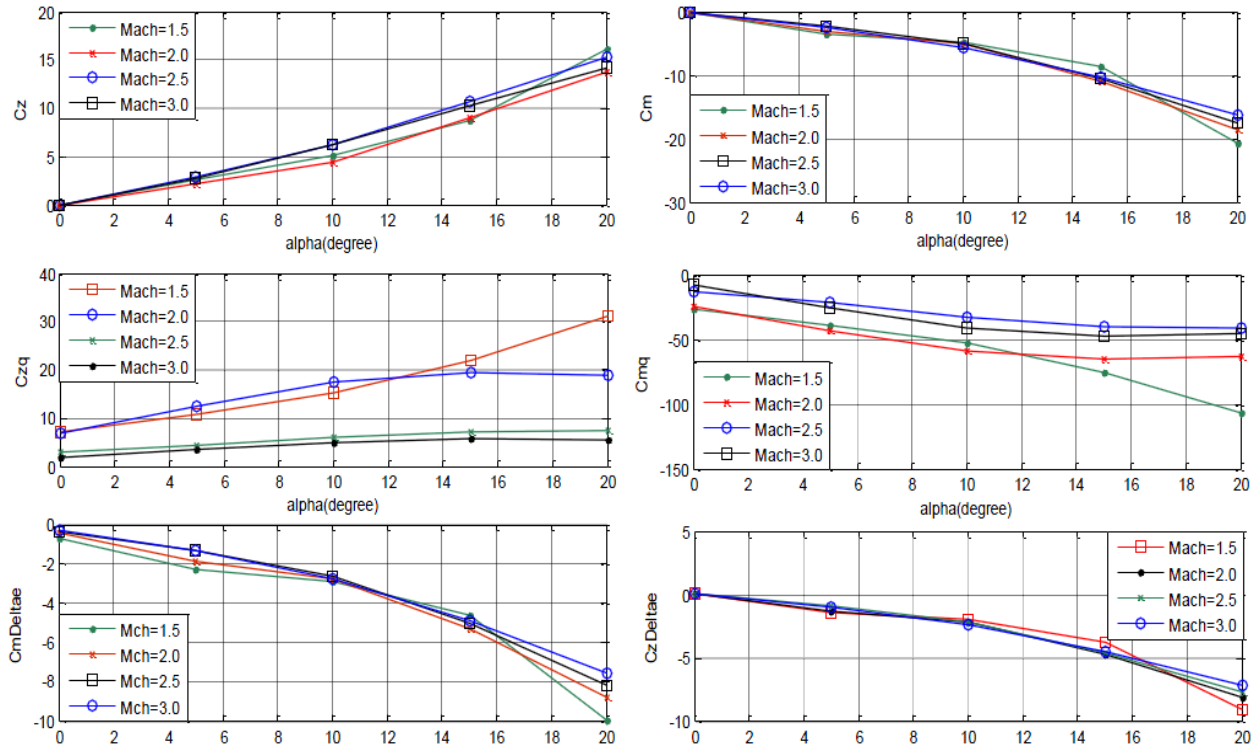 Cz
20
15
10
5
0
Mach=1.5
Mach=2.0
Mach=2.5
Mach=3.0
0 2 4 6 8 10 12 14 16 18 20
alpha(degree)
Cm
0
-10
-20
-30
Mach=1.5
Mach=2.0
Mach=2.5
Mach=3.0
0 2 4 6 8 10 12 14 16 18 20
alpha(degree)
Czq
40
30
20
10
0
Mach=1.5
Mach=2.0
Mach=2.5
Mach=3.0
0 2 4 6 8 10 12 14 16 18 20
alpha(degree)
Cmq
0
-50
-100
-150
Mach=1.5
Mach=2.0
Mach=2.5
Mach=3.0
0 2 4 6 8 10 12 14 16 18 20
alpha(degree)
CmDeltae
0
-2
-4
-6
-8
-10
Mch=1.5
Mch=2.0
Mch=2.5
Mch=3.0
0 2 4 6 8 10 12 14 16 18 20
CzDeltae
5
0
-5
-10
Mach=1.5
Mach=2.0
Mach=2.5
Mach=3.0
0 2 4 6 8 10 12 14 16 18 20